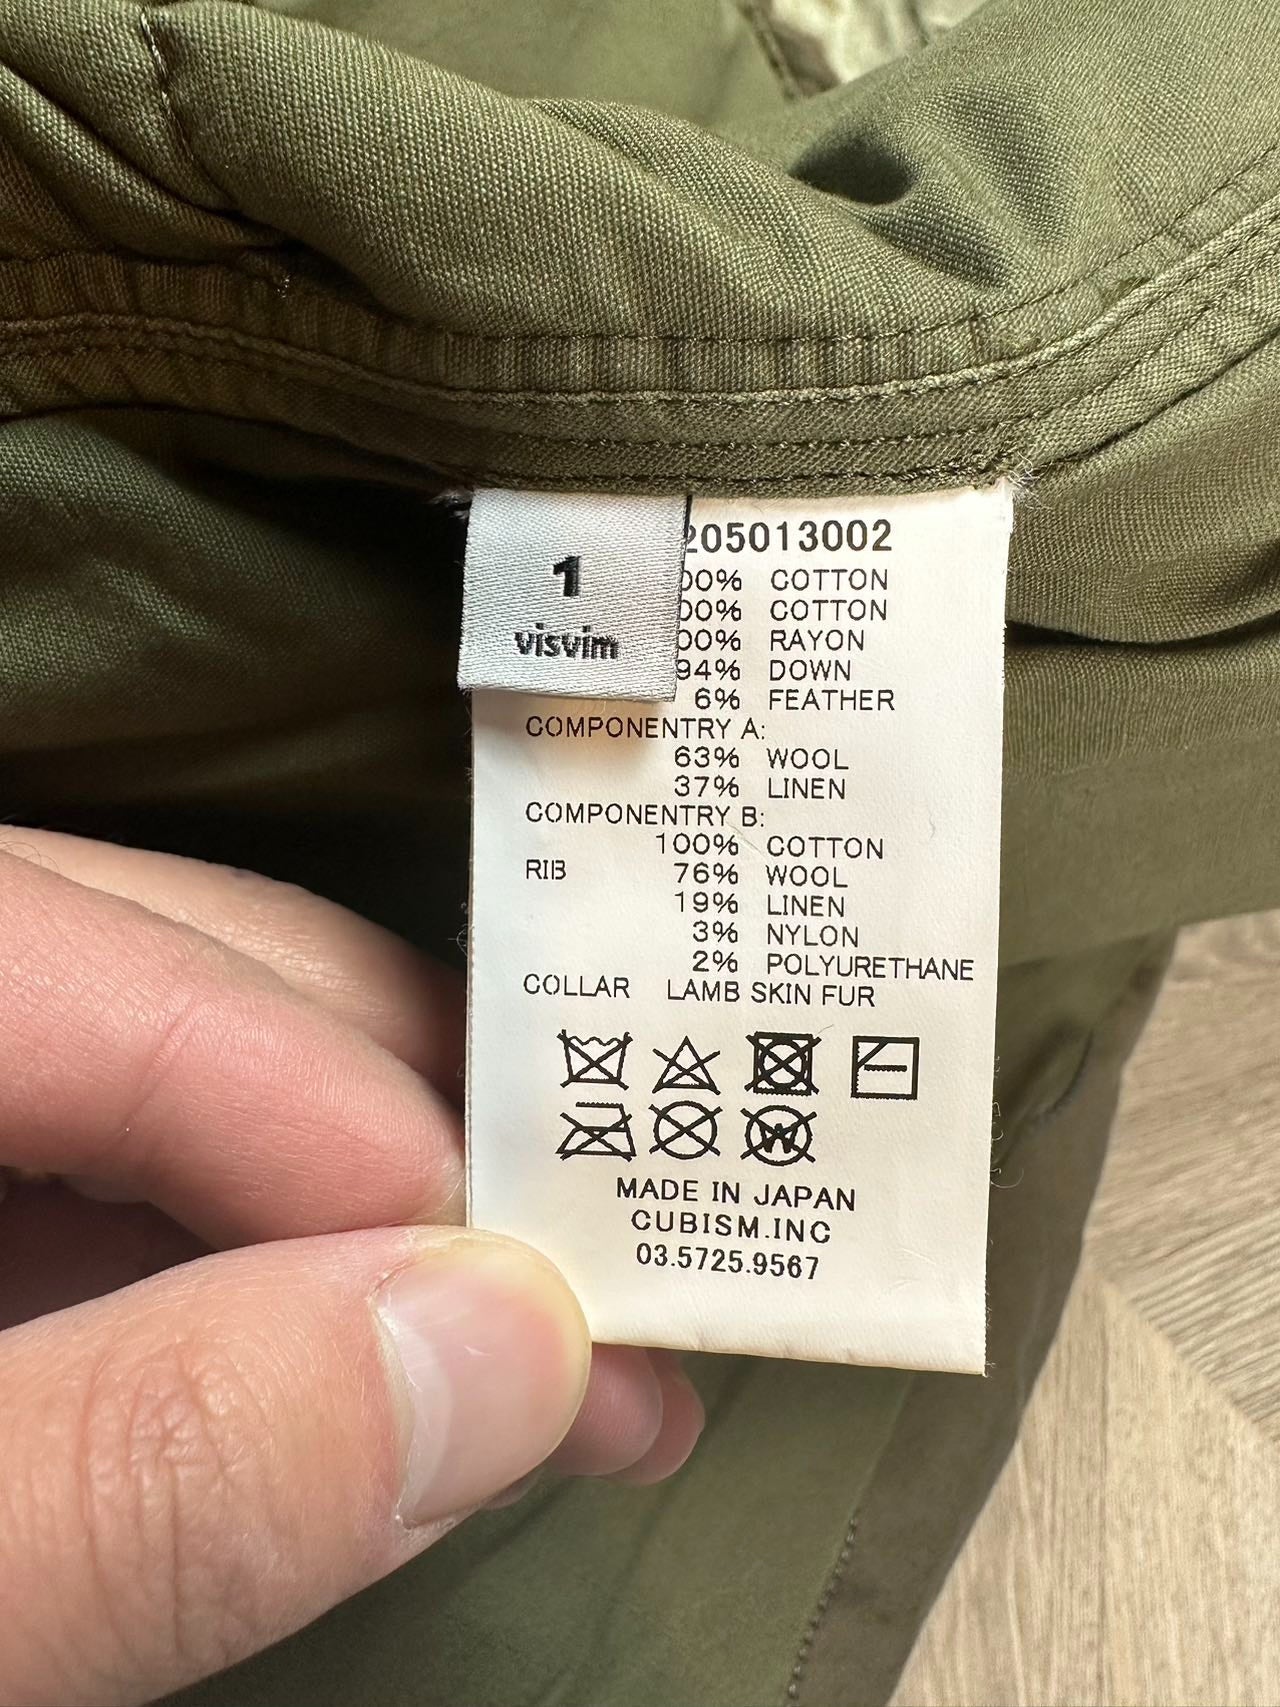 1
visvim
205013002
00% COTTON
00% COTTON
00% RAYON
94% DOWN
6% FEATHER
COMPONENTRY A:
63% WOOL
37% LINEN
COMPONENTRY B:
100% COTTON
RIB 76% WOOL
19% LINEN
3% NYLON
2% POLYURETHANE
COLLAR LAMB SKIN FUR
W
MADE IN JAPAN
CUBISM.INC
03.5725.9567